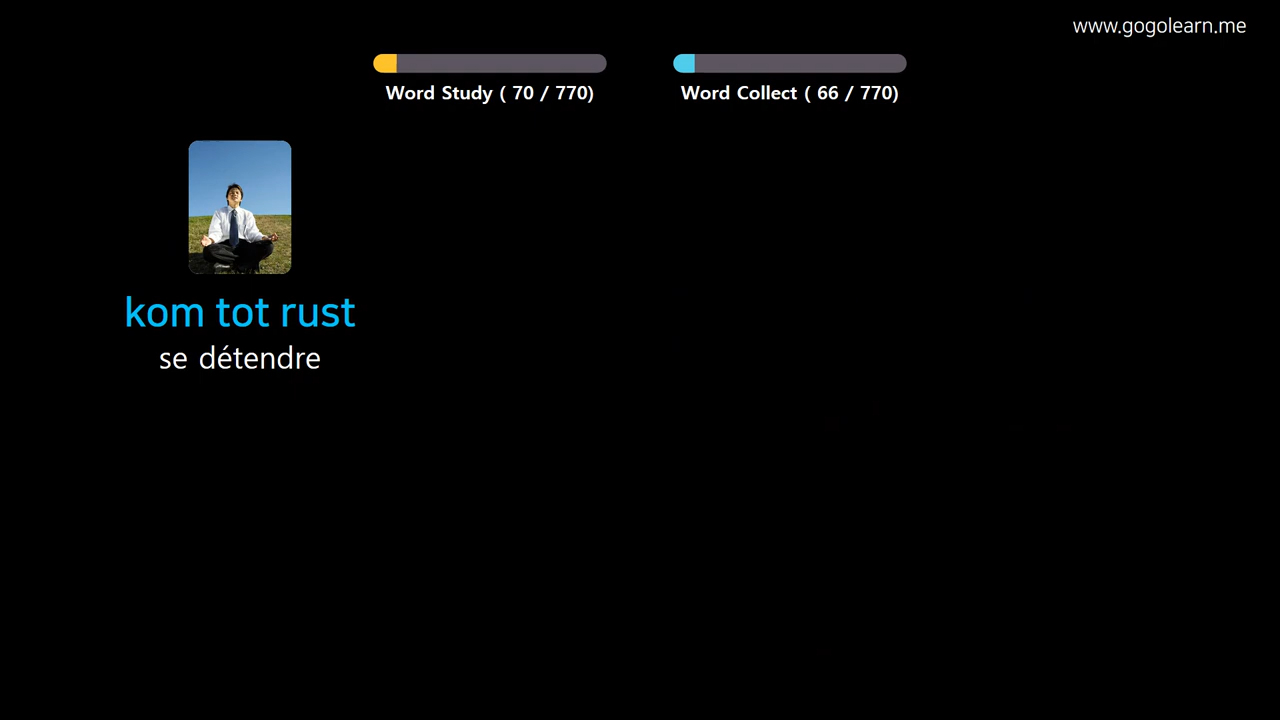 www.gogolearn.me
Word Study ( 70 / 770)
Word Collect ( 66 / 770)
kom tot rust
se détendre